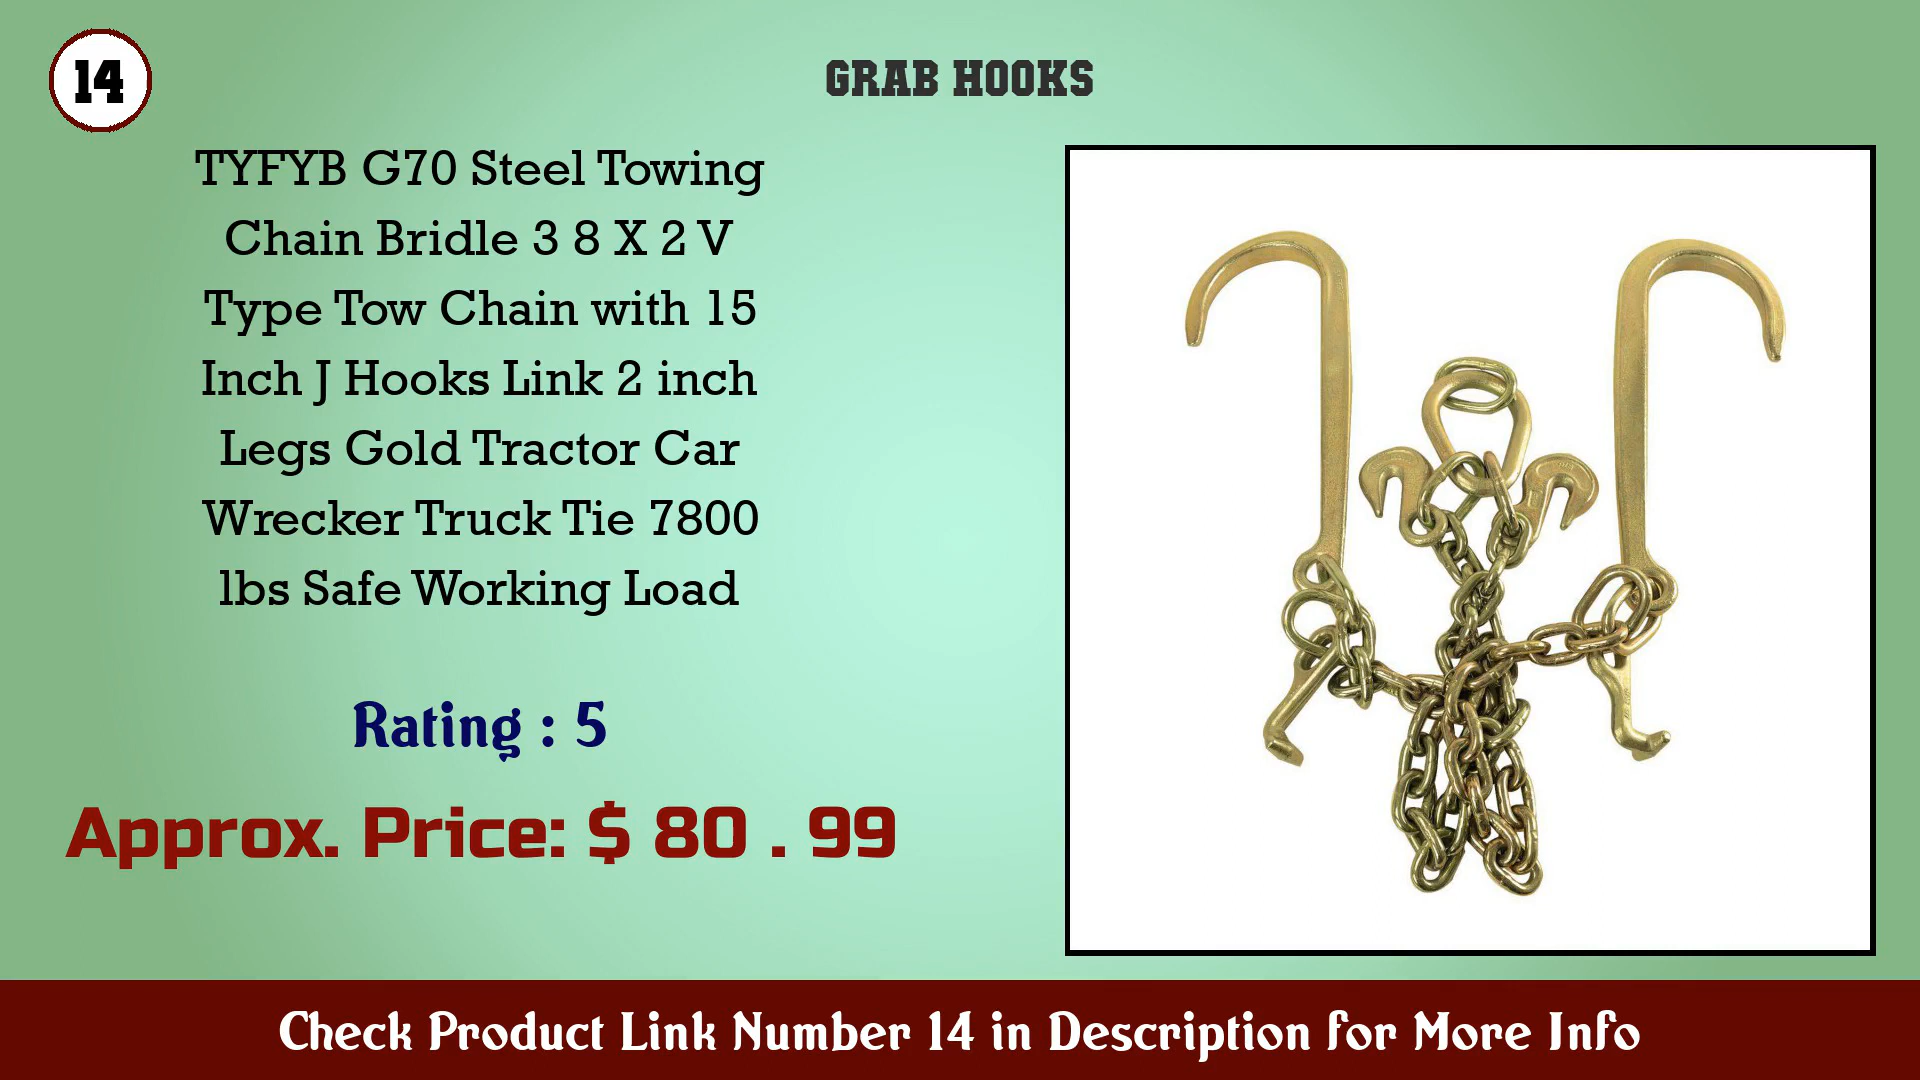 14
GRAB HOOKS
TYFYB G70 Steel Towing
Chain Bridle 3 8 X 2 V
Type Tow Chain with 15
Inch J Hooks Link 2 inch
Legs Gold Tractor Car
Wrecker Truck Tie 7800
lbs Safe Working Load
Rating : 5
Approx. Price: $ 80 . 99
Check Product Link Number 14 in Description for More Info